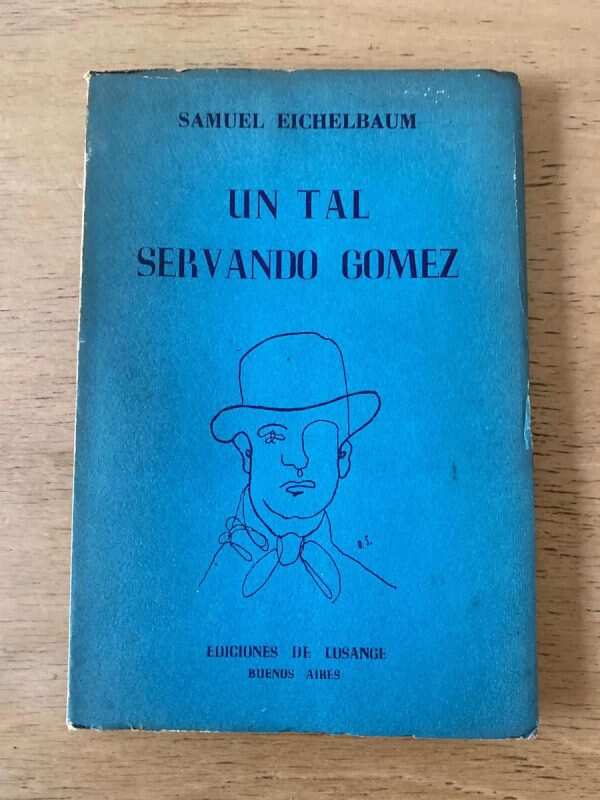 SAMUEL EICHELBAUM
UN TAL
SERVANDO GOMEZ
EDICIONES DE LOSANGE
BUENOS AIRES